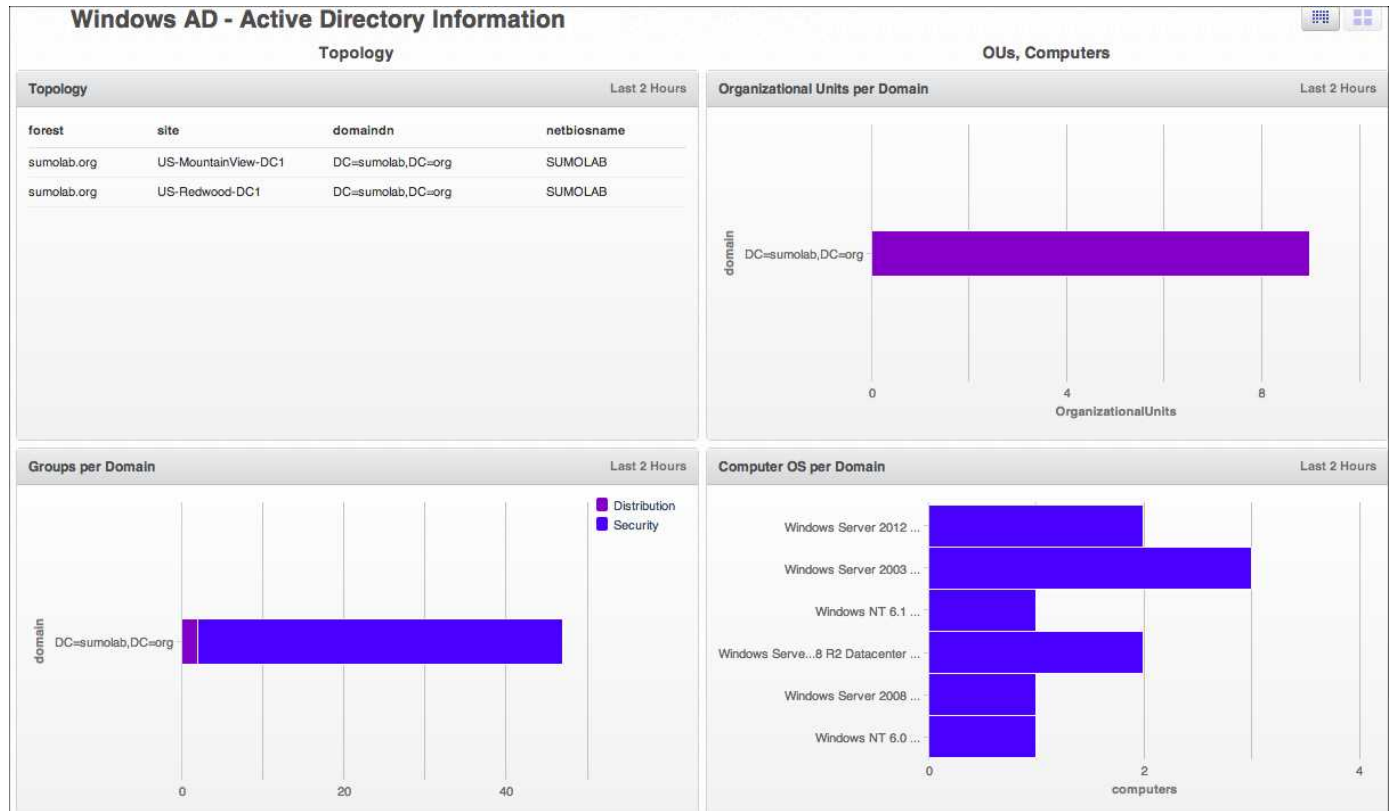 Windows AD - Active Directory Information
Topology
OUs, Computers
Topology Last 2 Hours
forest site domaindn netbiosname
sumolab.org US-MountainView-DC1 DC=sumolab,DC=org SUMOLAB
sumolab.org US-Redwood-DC1 DC=sumolab,DC=org SUMOLAB
Organizational Units per Domain Last 2 Hours
domain
DC=sumolab,DC=org
0 4 8
OrganizationalUnits
Groups per Domain Last 2 Hours
Distribution
Security
domain
DC=sumolab,DC=org
0 20 40
Computer OS per Domain Last 2 Hours
Windows Server 2012 ...
Windows Server 2003 ...
Windows NT 6.1 ...
Windows Serve...8 R2 Datacenter ...
Windows Server 2008 ...
Windows NT 6.0 ...
0 2 4
computers